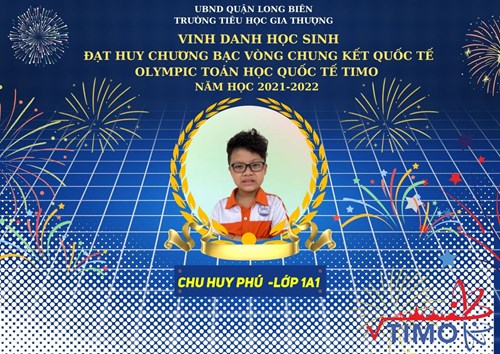 UBND QUẬN LONG BIÊN
TRƯỜNG TIỂU HỌC GIA THƯỢNG
VINH DANH HỌC SINH
ĐẠT HUY CHƯƠNG BẠC VÒNG CHUNG KẾT QUỐC TẾ
OLYMPIC TOÁN HỌC QUỐC TẾ TIMO
NĂM HỌC 2021-2022
CHU HUY PHÚ -LỚP 1A1
TIMO